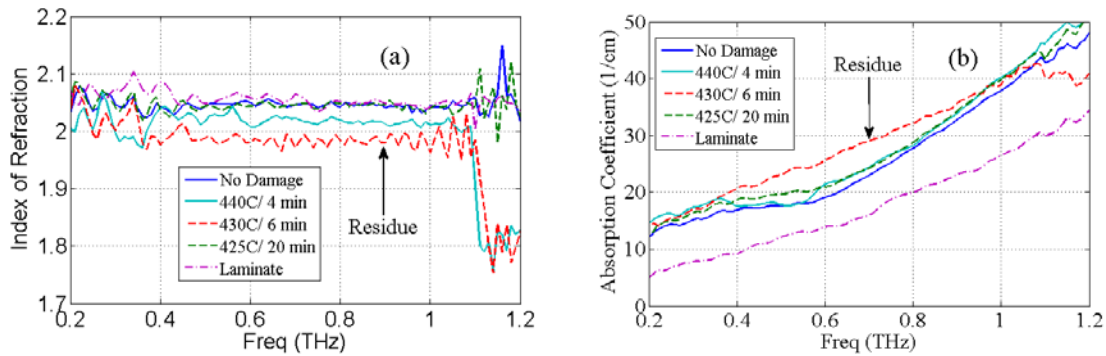 2.2
2.1
2
1.9
1.8
1.7
Index of Refraction
(a)
No Damage
440C/ 4 min
430C/ 6 min
425C/ 20 min
Laminate
Residue
0.2 0.4 0.6 0.8 1 1.2
Freq (THz)
50
40
30
20
10
0
Absorption Coefficient (1/cm)
No Damage
440C/ 4 min
430C/ 6 min
425C/ 20 min
Laminate
Residue
(b)
0.2 0.4 0.6 0.8 1 1.2
Freq (THz)